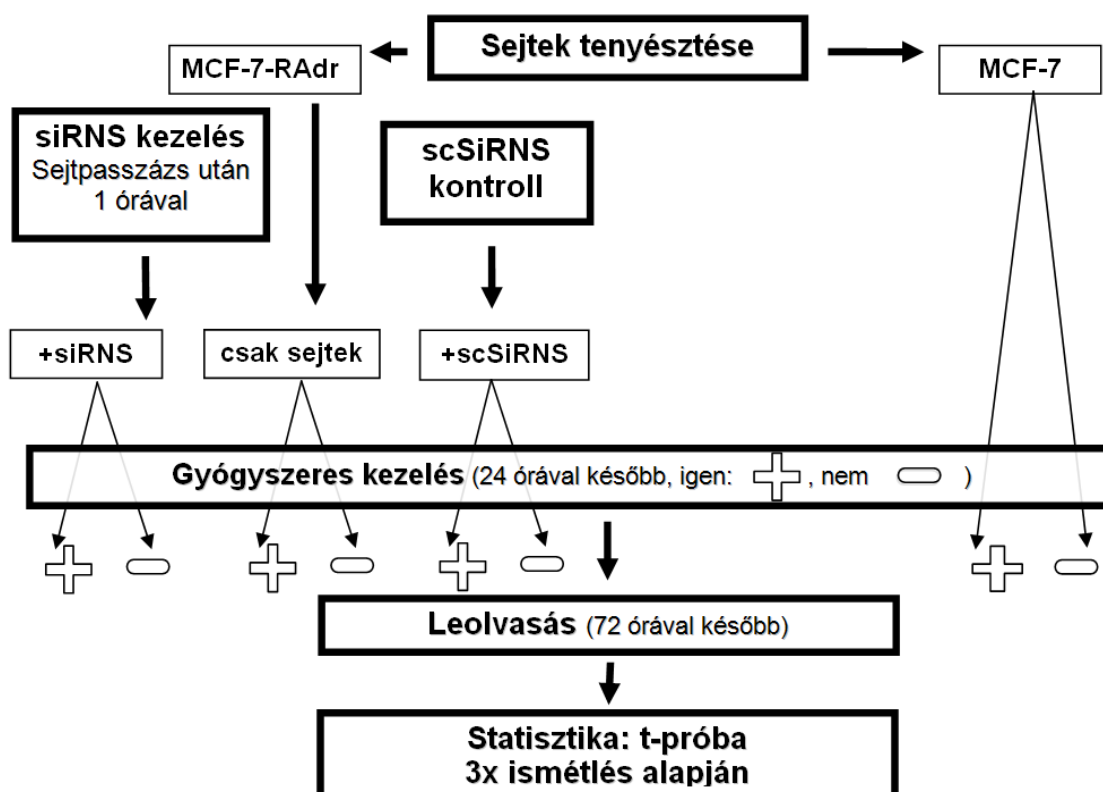 Sejtek tenyésztése
MCF-7-RAdr
MCF-7
siRNS kezelés
Sejtpasszázs után
1 órával
scSiRNS
kontroll
+siRNS
csak sejtek
+scSiRNS
Gyógyszeres kezelés (24 órával később, igen: , nem )
Leolvasás (72 órával később)
Statisztika: t-próba
3x ismétlés alapján